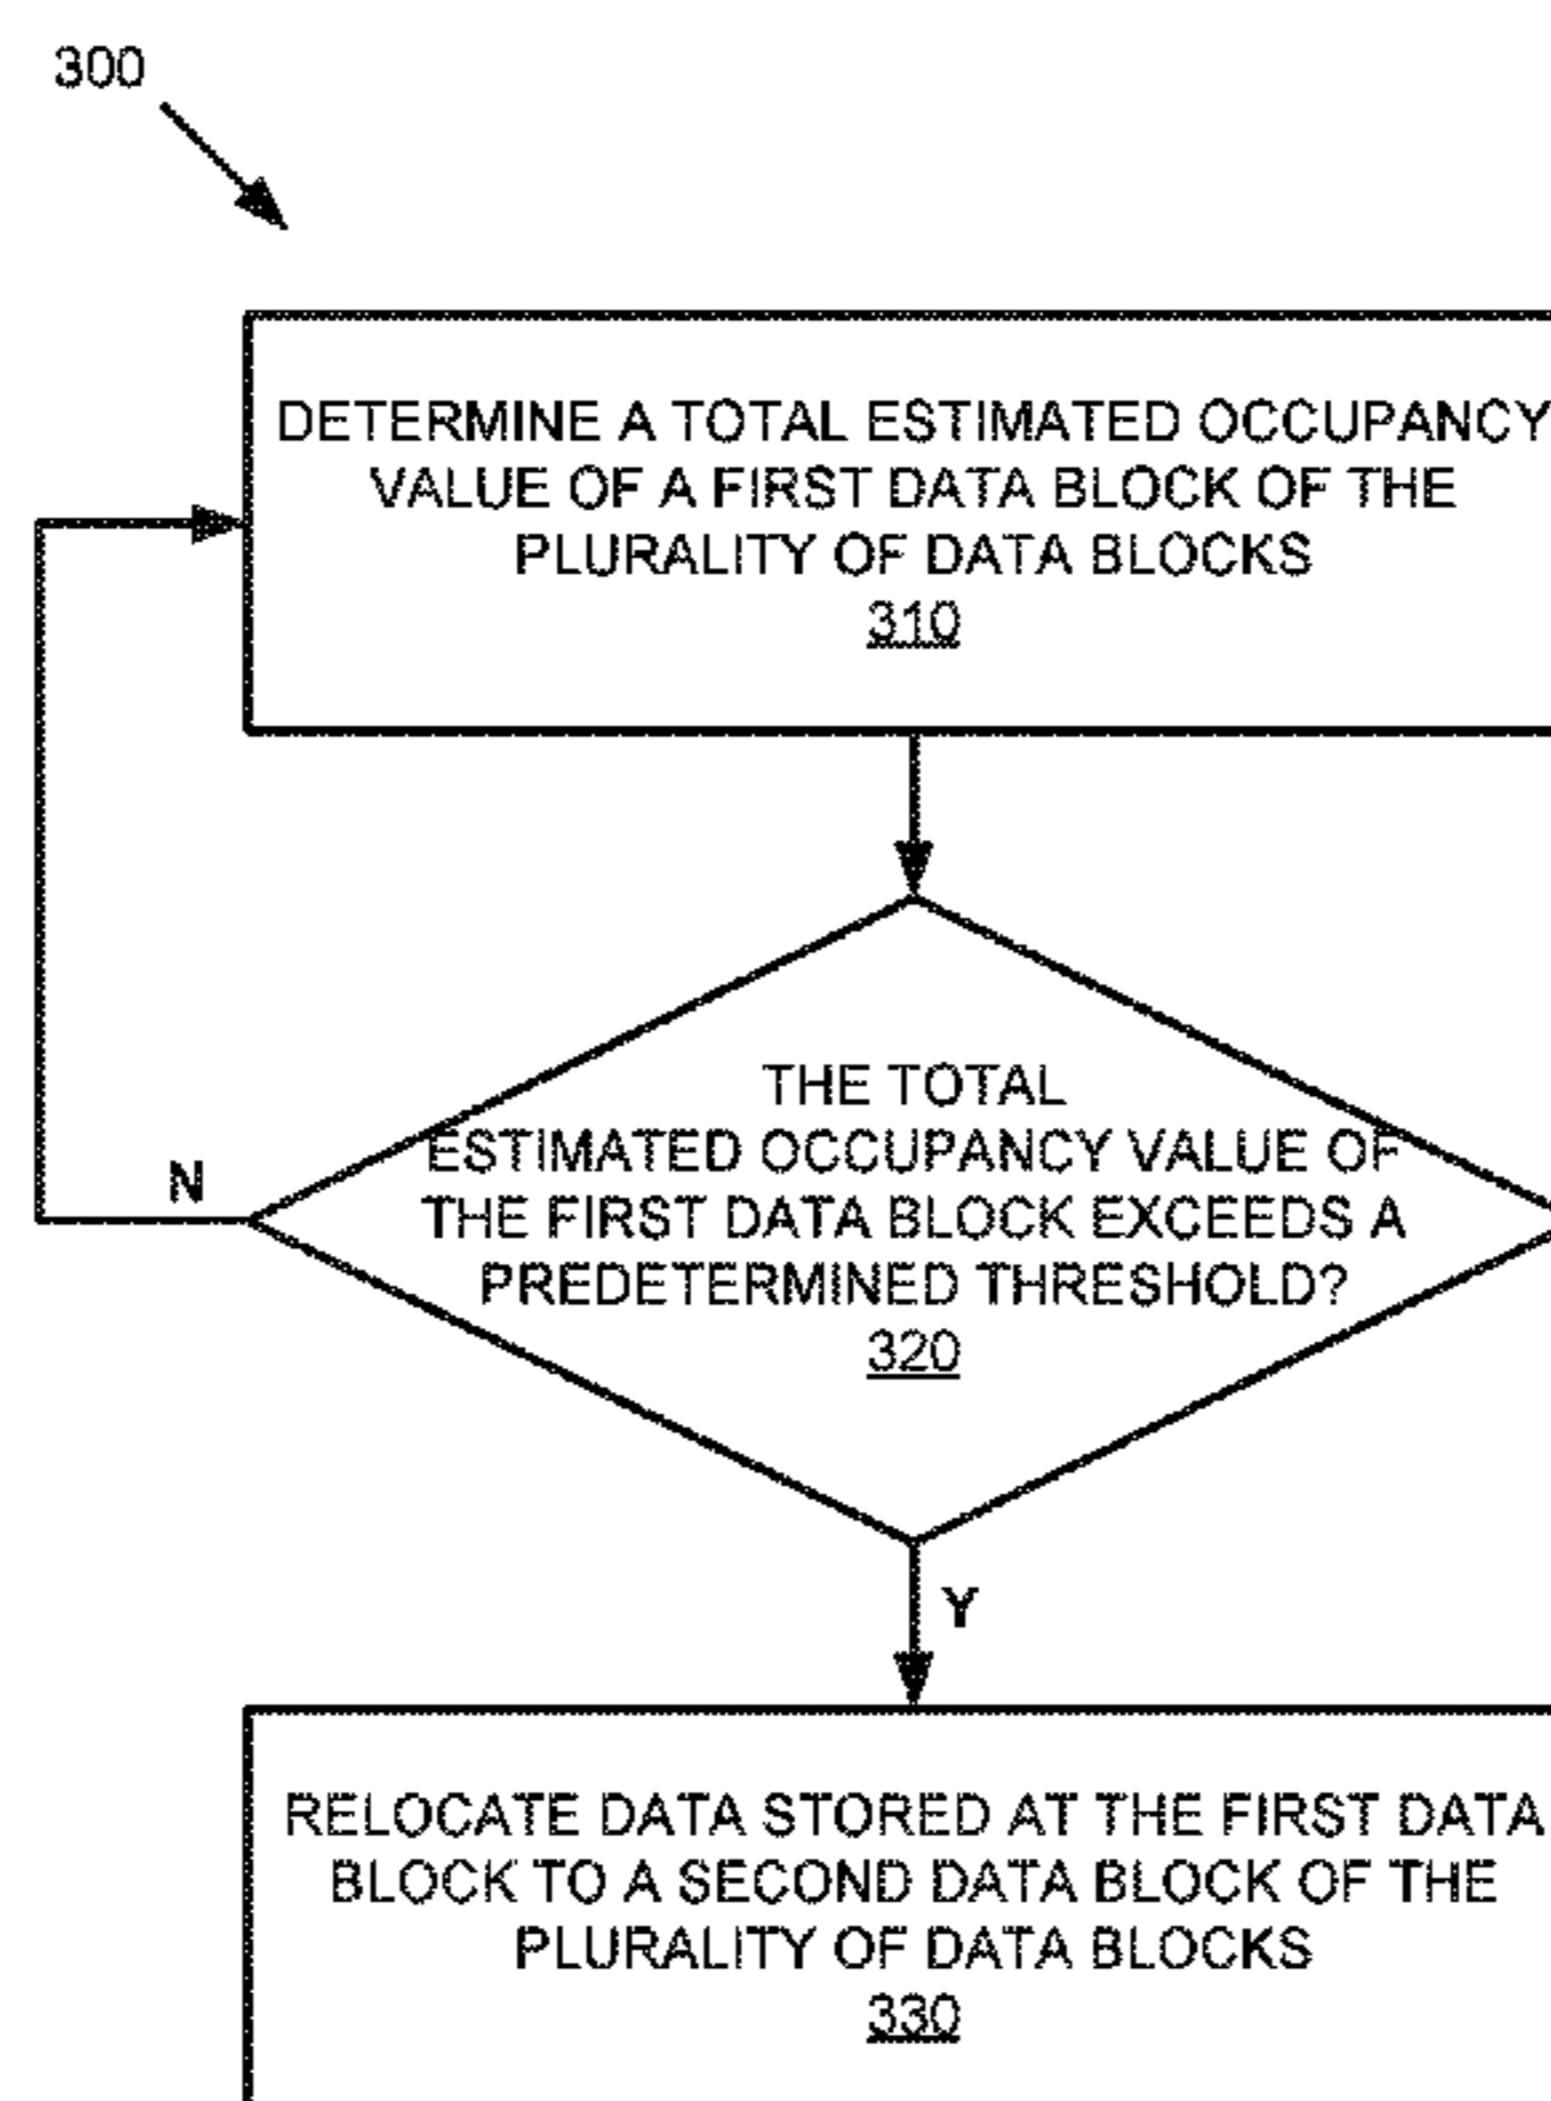 300
DETERMINE A TOTAL ESTIMATED OCCUPANCY
VALUE OF A FIRST DATA BLOCK OF THE
PLURALITY OF DATA BLOCKS
310
THE TOTAL
ESTIMATED OCCUPANCY VALUE OF
N
THE FIRST DATA BLOCK EXCEEDS A
PREDETERMINED THRESHOLD?
320
Y
RELOCATE DATA STORED AT THE FIRST DATA
BLOCK TO A SECOND DATA BLOCK OF THE
PLURALITY OF DATA BLOCKS
330